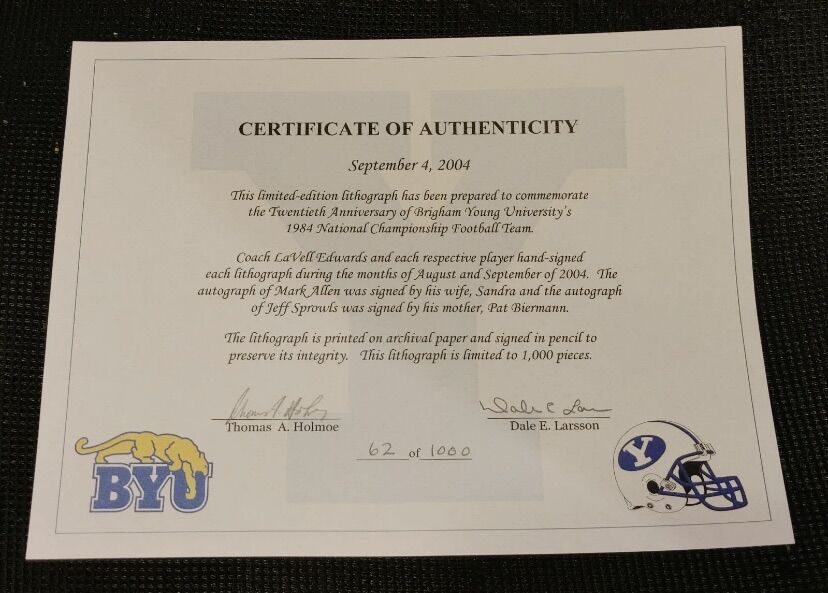 CERTIFICATE OF AUTHENTICITY
September 4, 2004
This limited-edition lithograph has been prepared to commemorate
the Twentieth Anniversary of Brigham Young University's
1984 National Championship Football Team.
Coach LaVell Edwards and each respective player hand-signed
each lithograph during the months of August and September of 2004. The
autograph of Mark Allen was signed by his wife, Sandra and the autograph
of Jeff Sprowls was signed by his mother, Pat Biermann.
The lithograph is printed on archival paper and signed in pencil to
preserve its integrity. This lithograph is limited to 1,000 pieces.
Thomas A. Holmoe
Dale E. Larsson
62 of 1000
BYU
Y